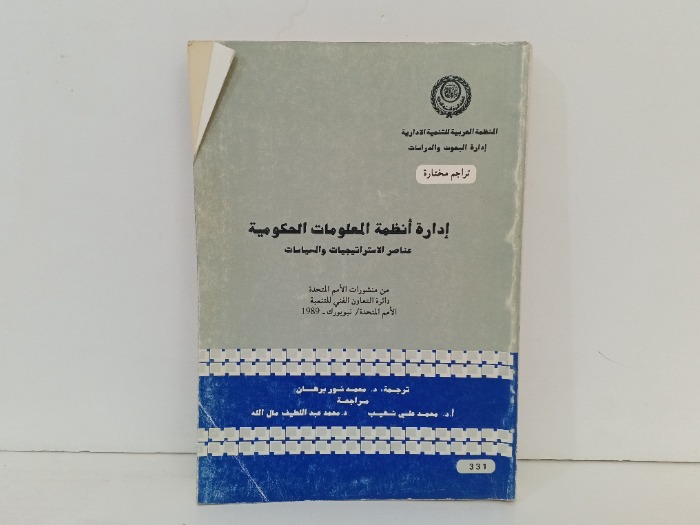 المنظمة العربية للتنمية الادارية
إدارة البحوث والدراسات
تراجم مختارة
إدارة أنظمة المعلومات الحكومية
عناصر الاستراتيجيات والسياسات
من منشورات الأمم المتحدة
دائرة التعاون الفني للتنمية
الأمم المتحدة/ نيويورك - 1989
ترجمة: د. محمد نور برهان
مراجعة
أ.د. محمد علي شهيب د. محمد عبد اللطيف مال الله
331